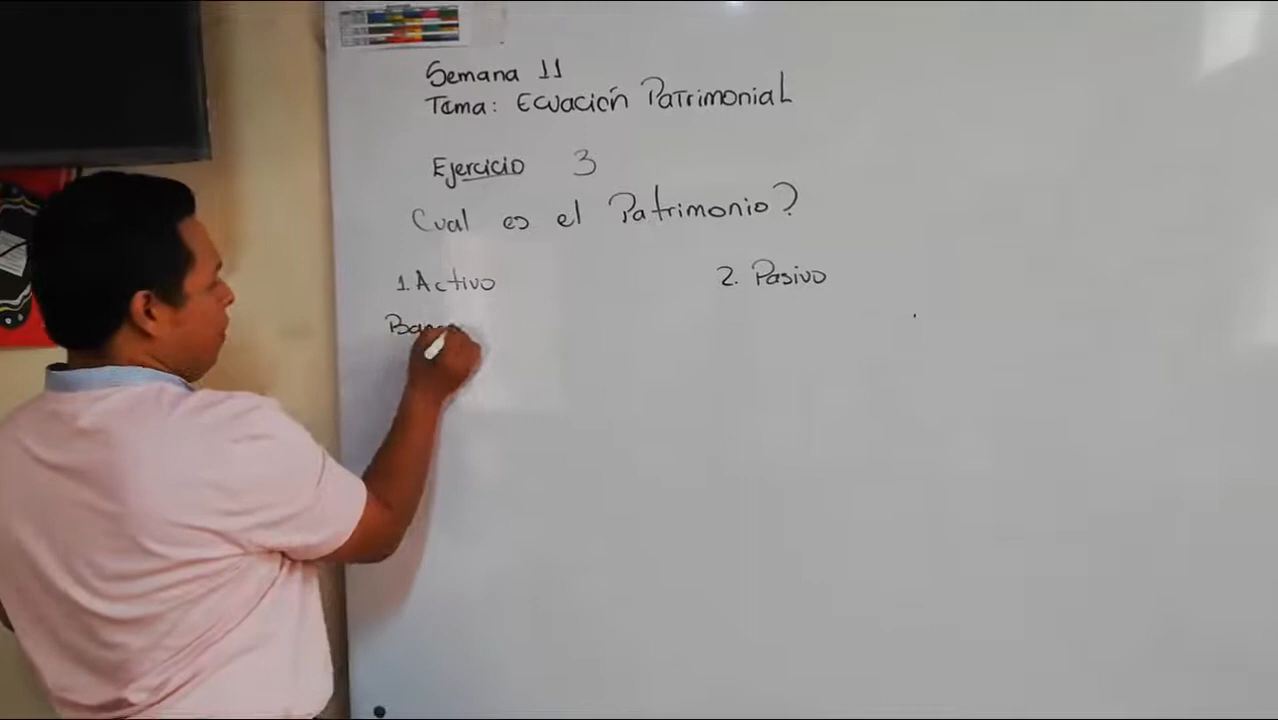 Semana 11
Tema: Ecuación Patrimonial
Ejercicio 3
Cual es el Patrimonio?
1. Activo
2. Pasivo